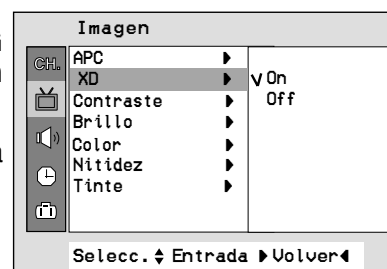 Imagen
CH.
APC
XD
Contraste
Brillo
Color
Nitidez
Tinte
On
Off
Selecc. Entrada Volver